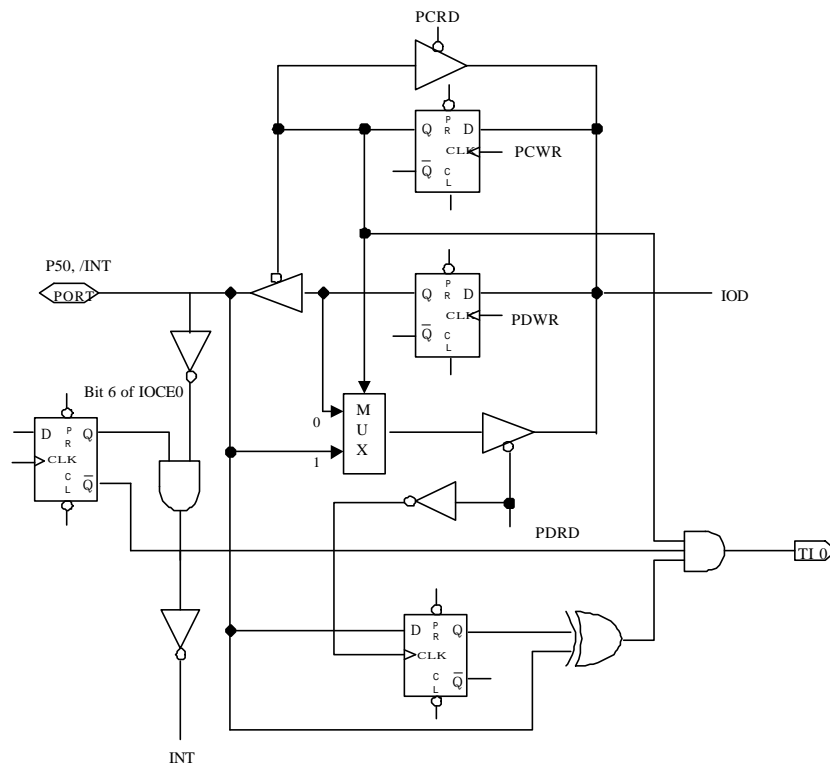 PCRD
P
R
Q D
CLK
PCWR
Q
C
L
P50, /INT
PORT
P
R
Q D
CLK
PDWR
IOD
Q
C
L
Bit 6 of IOCE0
0
M
U
X
1
D
P
R
Q
CLK
C
L
Q
PDRD
TI 0
D
P
R
Q
CLK
C
L
Q
INT